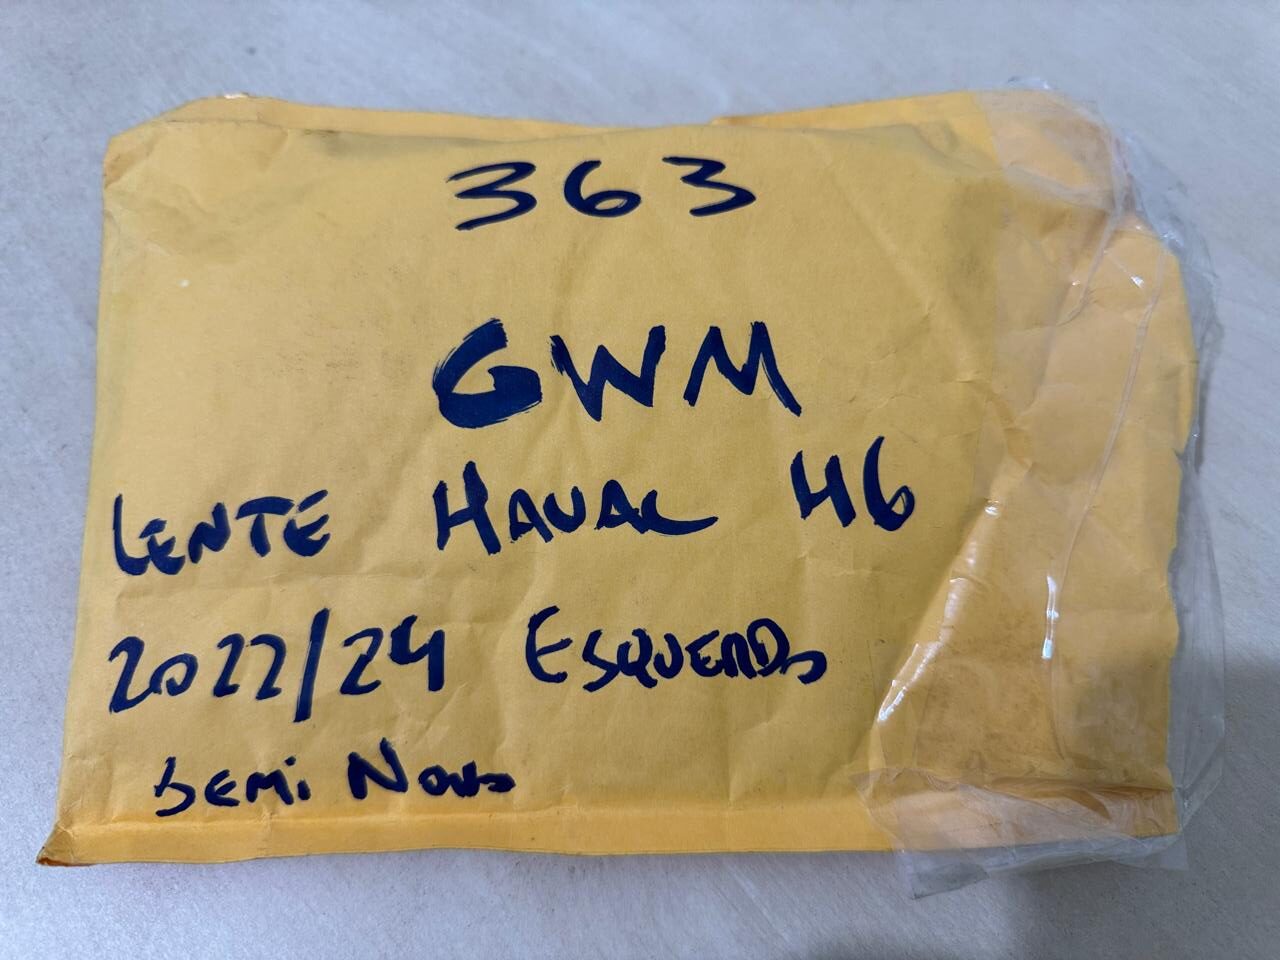 363
GWM
LENTE HAVAL H6
2022/24 ESQUERDO
SEMI NOVO